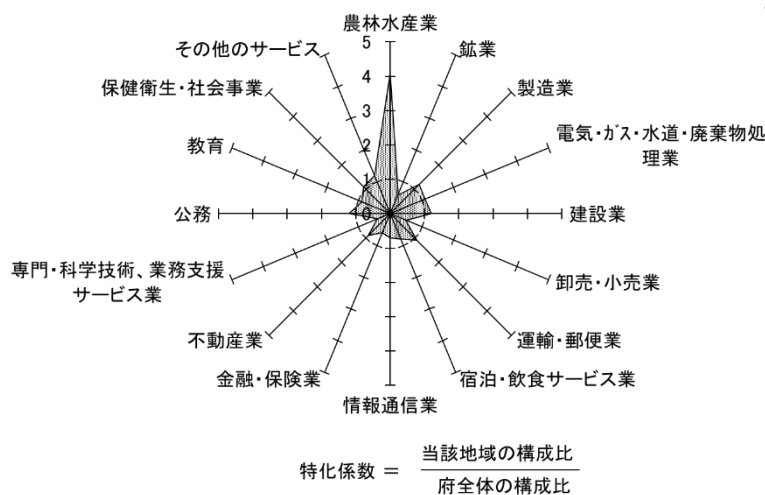 農林水産業
鉱業
製造業
電気・ｶﾞｽ・水道・廃棄物処
理業
建設業
卸売・小売業
運輸・郵便業
宿泊・飲食サービス業
情報通信業
金融・保険業
不動産業
専門・科学技術、業務支援
サービス業
公務
教育
保健衛生・社会事業
その他のサービス
5
4
3
2
1
0
特化係数 = 当該地域の構成比
府全体の構成比